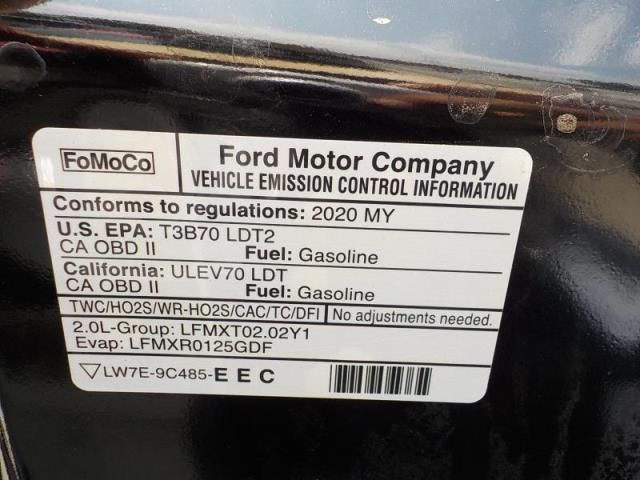 FoMoCo
Ford Motor Company
VEHICLE EMISSION CONTROL INFORMATION
Conforms to regulations: 2020 MY
U.S. EPA: T3B70 LDT2
CA OBD II Fuel: Gasoline
California: ULEV70 LDT
CA OBD II Fuel: Gasoline
TWC/HO2S/WR-HO2S/CAC/TC/DFI No adjustments needed.
2.0L-Group: LFMXT02.02Y1
Evap: LFMXR0125GDF
LW7E-9C485-E E C